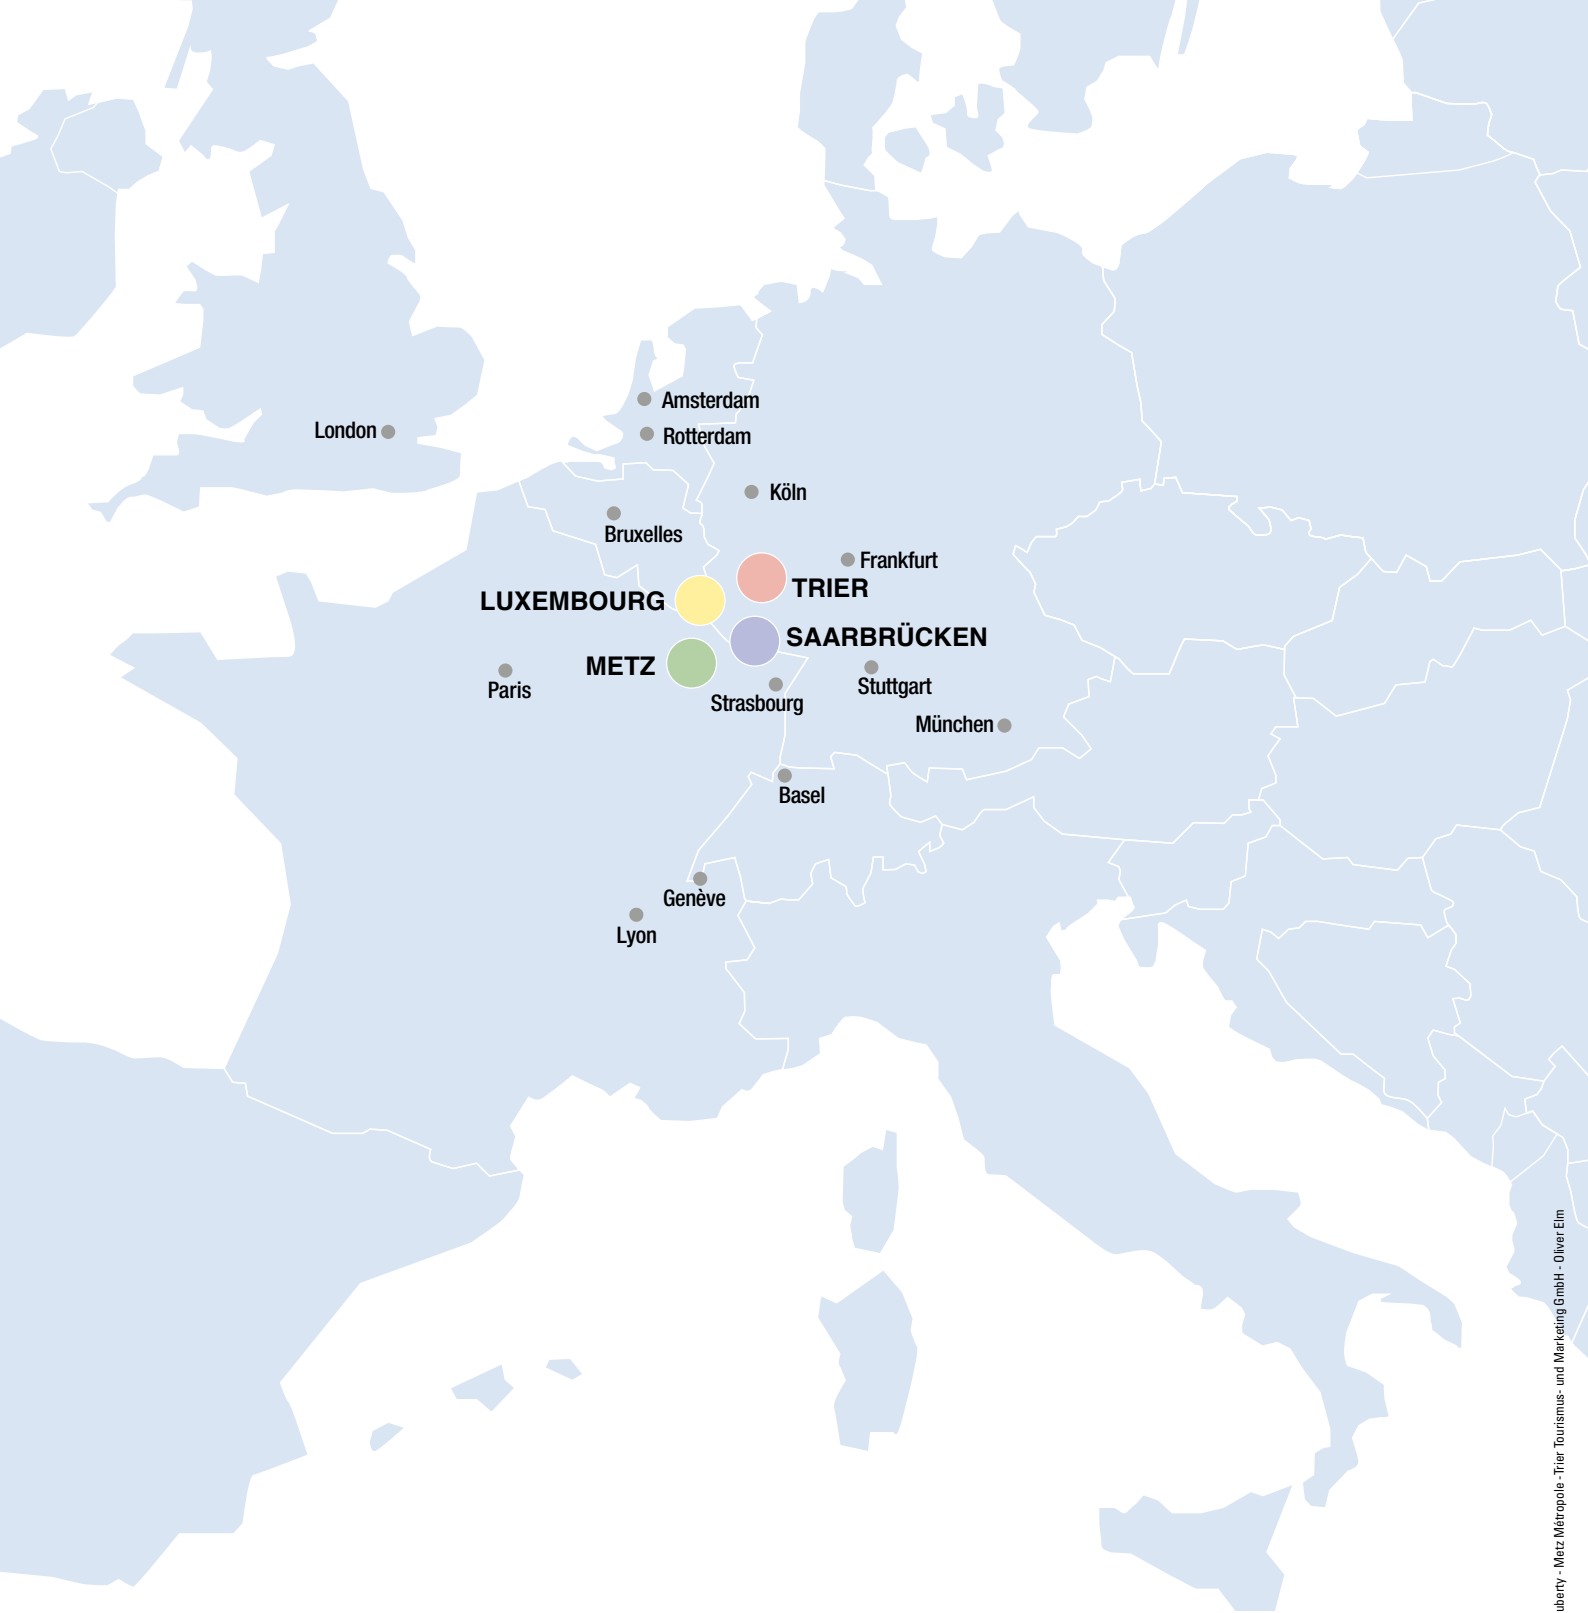 Amsterdam
London
Rotterdam
Köln
Bruxelles
Frankfurt
TRIER
LUXEMBOURG
SAARBRÜCKEN
METZ
Paris
Stuttgart
Strasbourg
München
Basel
Genève
Lyon
uberty - Metz Métropole - Trier Tourismus- und Marketing GmbH - Oliver Elm